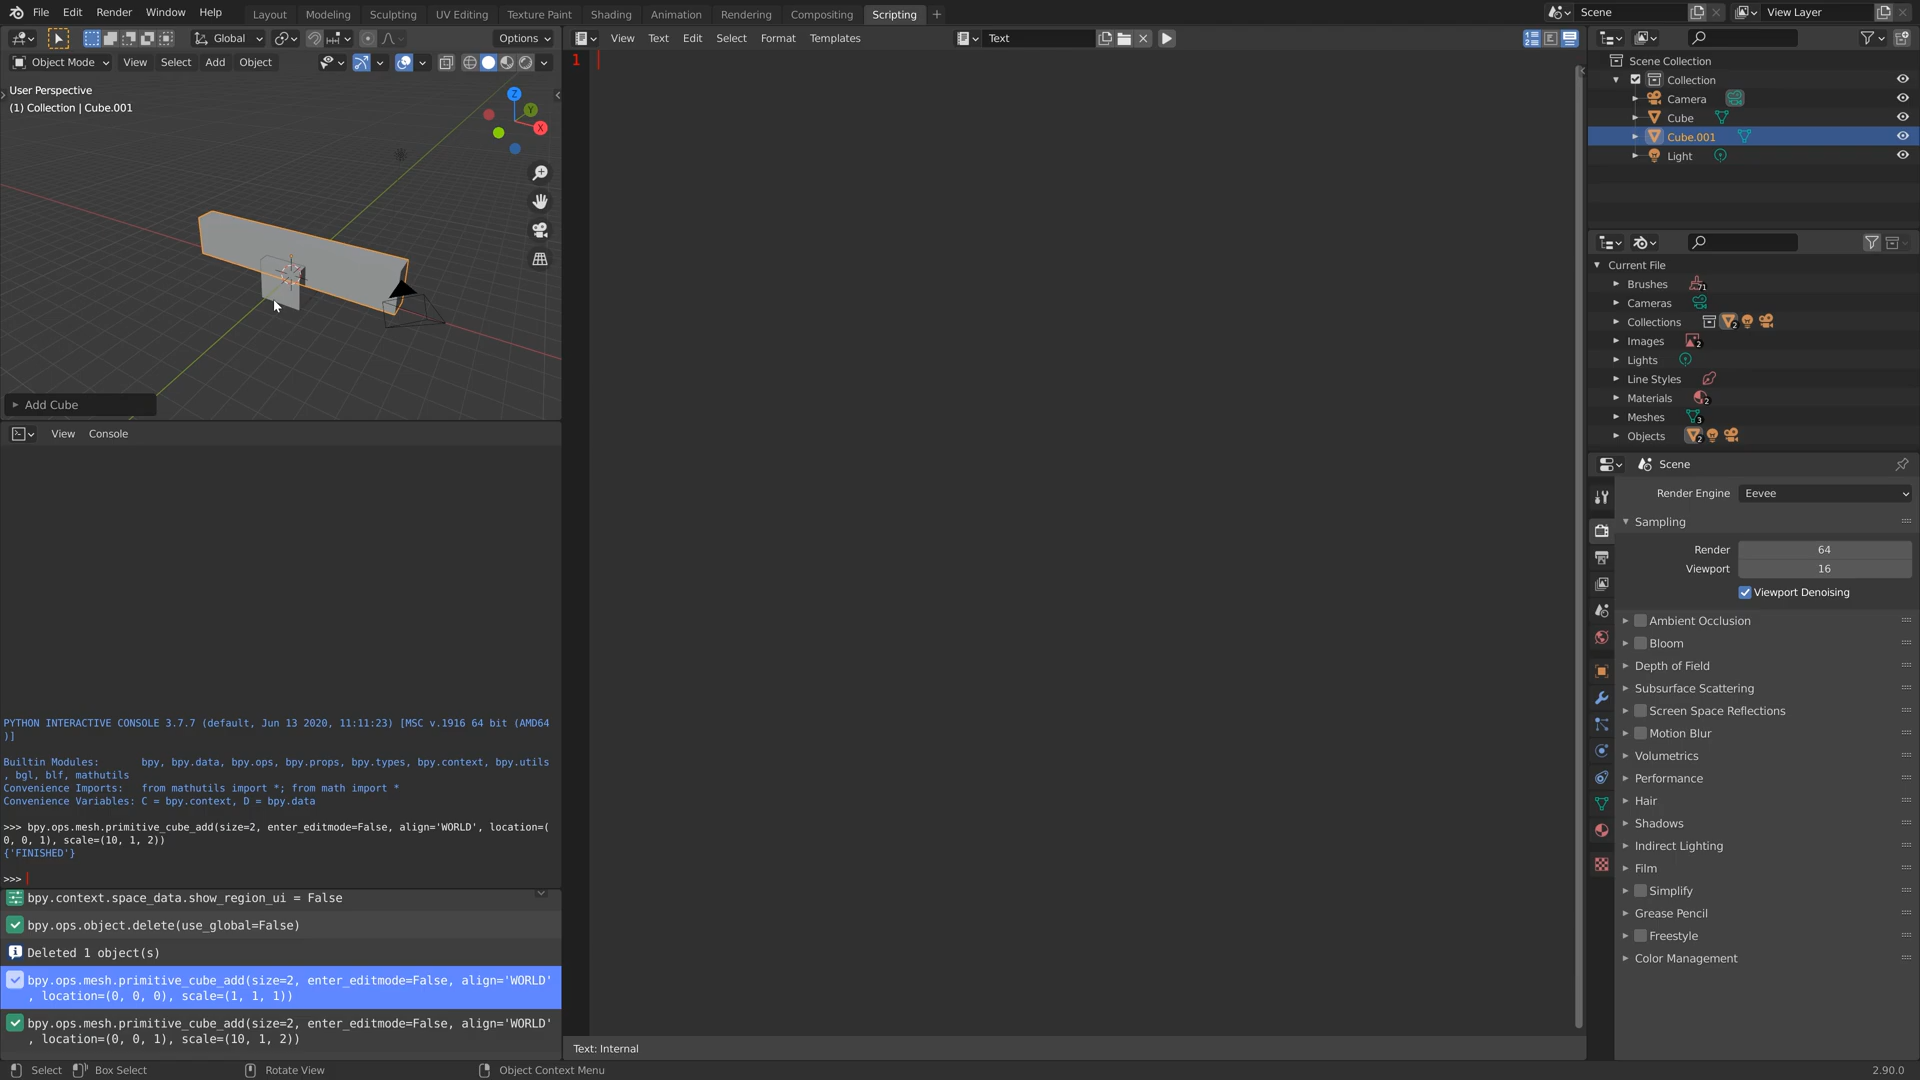 File Edit Render Window Help Layout Modeling Sculpting UV Editing Texture Paint Shading Animation Rendering Compositing Scripting + Scene View Layer
Global Options
View Text Edit Select Format Templates Text
Object Mode View Select Add Object
User Perspective
(1) Collection | Cube.001
Z
Y
X
Add Cube
1
Scene Collection
Collection
Camera
Cube
Cube.001
Light
Current File
Brushes 71
Cameras
Collections 2
Images 2
Lights
Line Styles
Materials 2
Meshes 3
Objects 2
View Console
PYTHON INTERACTIVE CONSOLE 3.7.7 (default, Jun 13 2020, 11:11:23) [MSC v.1916 64 bit (AMD64
)]
Builtin Modules: bpy, bpy.data, bpy.ops, bpy.props, bpy.types, bpy.context, bpy.utils
, bgl, blf, mathutils
Convenience Imports: from mathutils import *; from math import *
Convenience Variables: C = bpy.context, D = bpy.data
>>> bpy.ops.mesh.primitive_cube_add(size=2, enter_editmode=False, align='WORLD', location=(
0, 0, 1), scale=(10, 1, 2))
{'FINISHED'}
>>>
bpy.context.space_data.show_region_ui = False
bpy.ops.object.delete(use_global=False)
Deleted 1 object(s)
bpy.ops.mesh.primitive_cube_add(size=2, enter_editmode=False, align='WORLD'
, location=(0, 0, 0), scale=(1, 1, 1))
bpy.ops.mesh.primitive_cube_add(size=2, enter_editmode=False, align='WORLD'
, location=(0, 0, 1), scale=(10, 1, 2))
Text: Internal
Scene
Render Engine Eevee
Sampling
Render 64
Viewport 16
Viewport Denoising
Ambient Occlusion
Bloom
Depth of Field
Subsurface Scattering
Screen Space Reflections
Motion Blur
Volumetrics
Performance
Hair
Shadows
Indirect Lighting
Film
Simplify
Grease Pencil
Freestyle
Color Management
Select Box Select Rotate View Object Context Menu 2.90.0